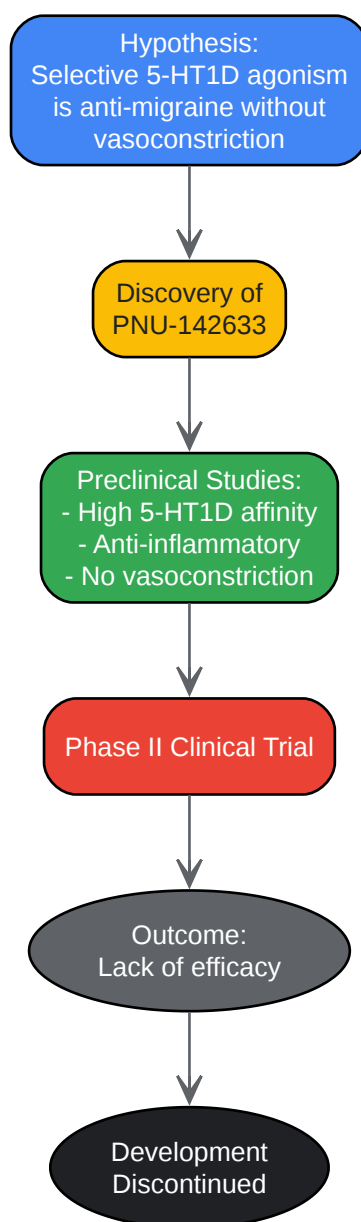 Hypothesis:
Selective 5-HT1D agonism
is anti-migraine without
vasoconstriction
Discovery of
PNU-142633
Preclinical Studies:
- High 5-HT1D affinity
- Anti-inflammatory
- No vasoconstriction
Phase II Clinical Trial
Outcome:
Lack of efficacy
Development
Discontinued